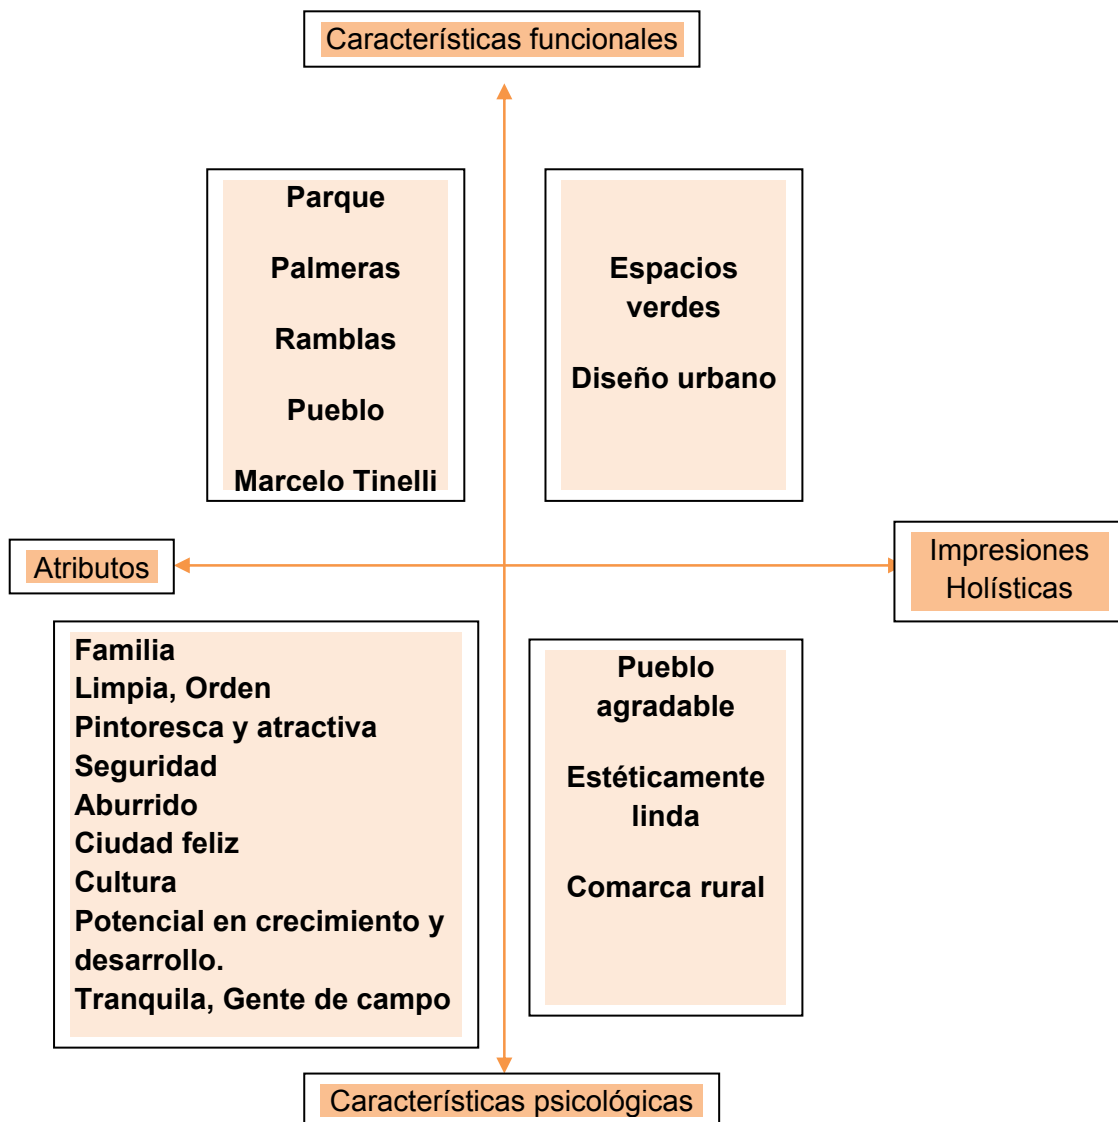 Características funcionales
Parque
Palmeras
Ramblas
Pueblo
Marcelo Tinelli
Espacios
verdes
Diseño urbano
Atributos
Impresiones
Holísticas
Familia
Limpia, Orden
Pintoresca y atractiva
Seguridad
Aburrido
Ciudad feliz
Cultura
Potencial en crecimiento y
desarrollo.
Tranquila, Gente de campo
Pueblo
agradable
Estéticamente
linda
Comarca rural
Características psicológicas